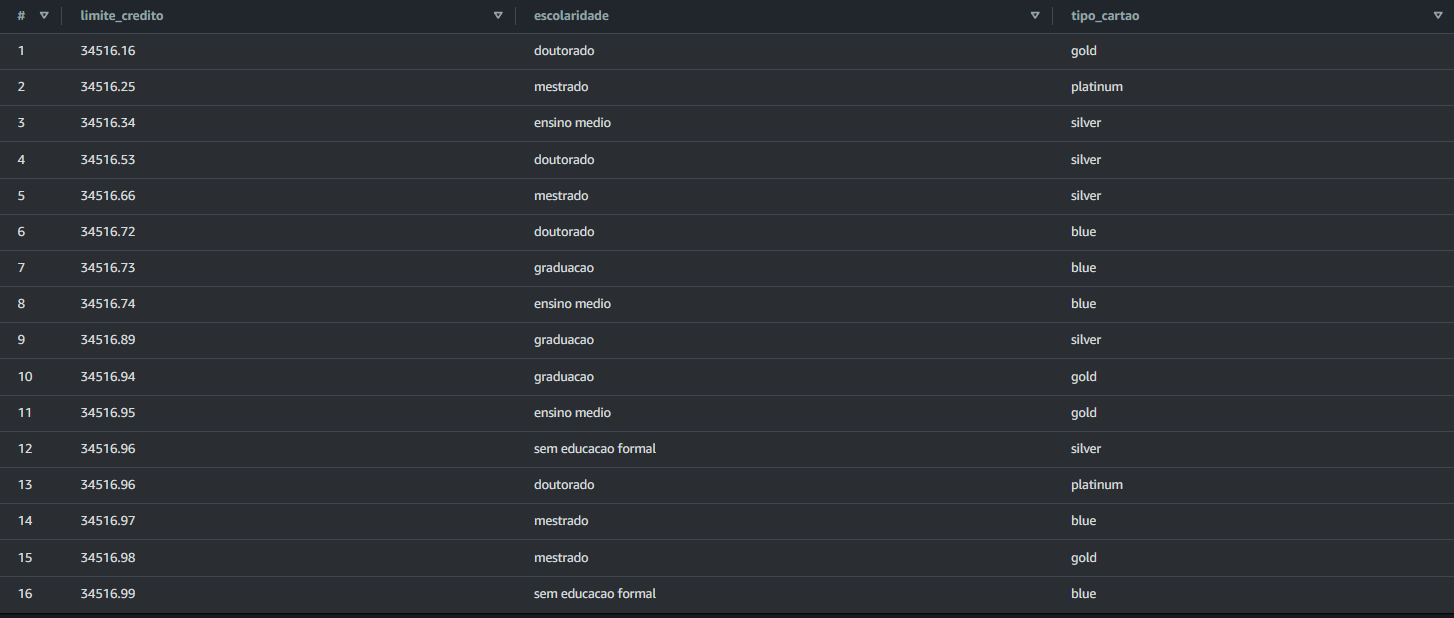 # limite_credito escolaridade tipo_cartao
1 34516.16 doutorado gold
2 34516.25 mestrado platinum
3 34516.34 ensino medio silver
4 34516.53 doutorado silver
5 34516.66 mestrado silver
6 34516.72 doutorado blue
7 34516.73 graduacao blue
8 34516.74 ensino medio blue
9 34516.89 graduacao silver
10 34516.94 graduacao gold
11 34516.95 ensino medio gold
12 34516.96 sem educacao formal silver
13 34516.96 doutorado platinum
14 34516.97 mestrado blue
15 34516.98 mestrado gold
16 34516.99 sem educacao formal blue